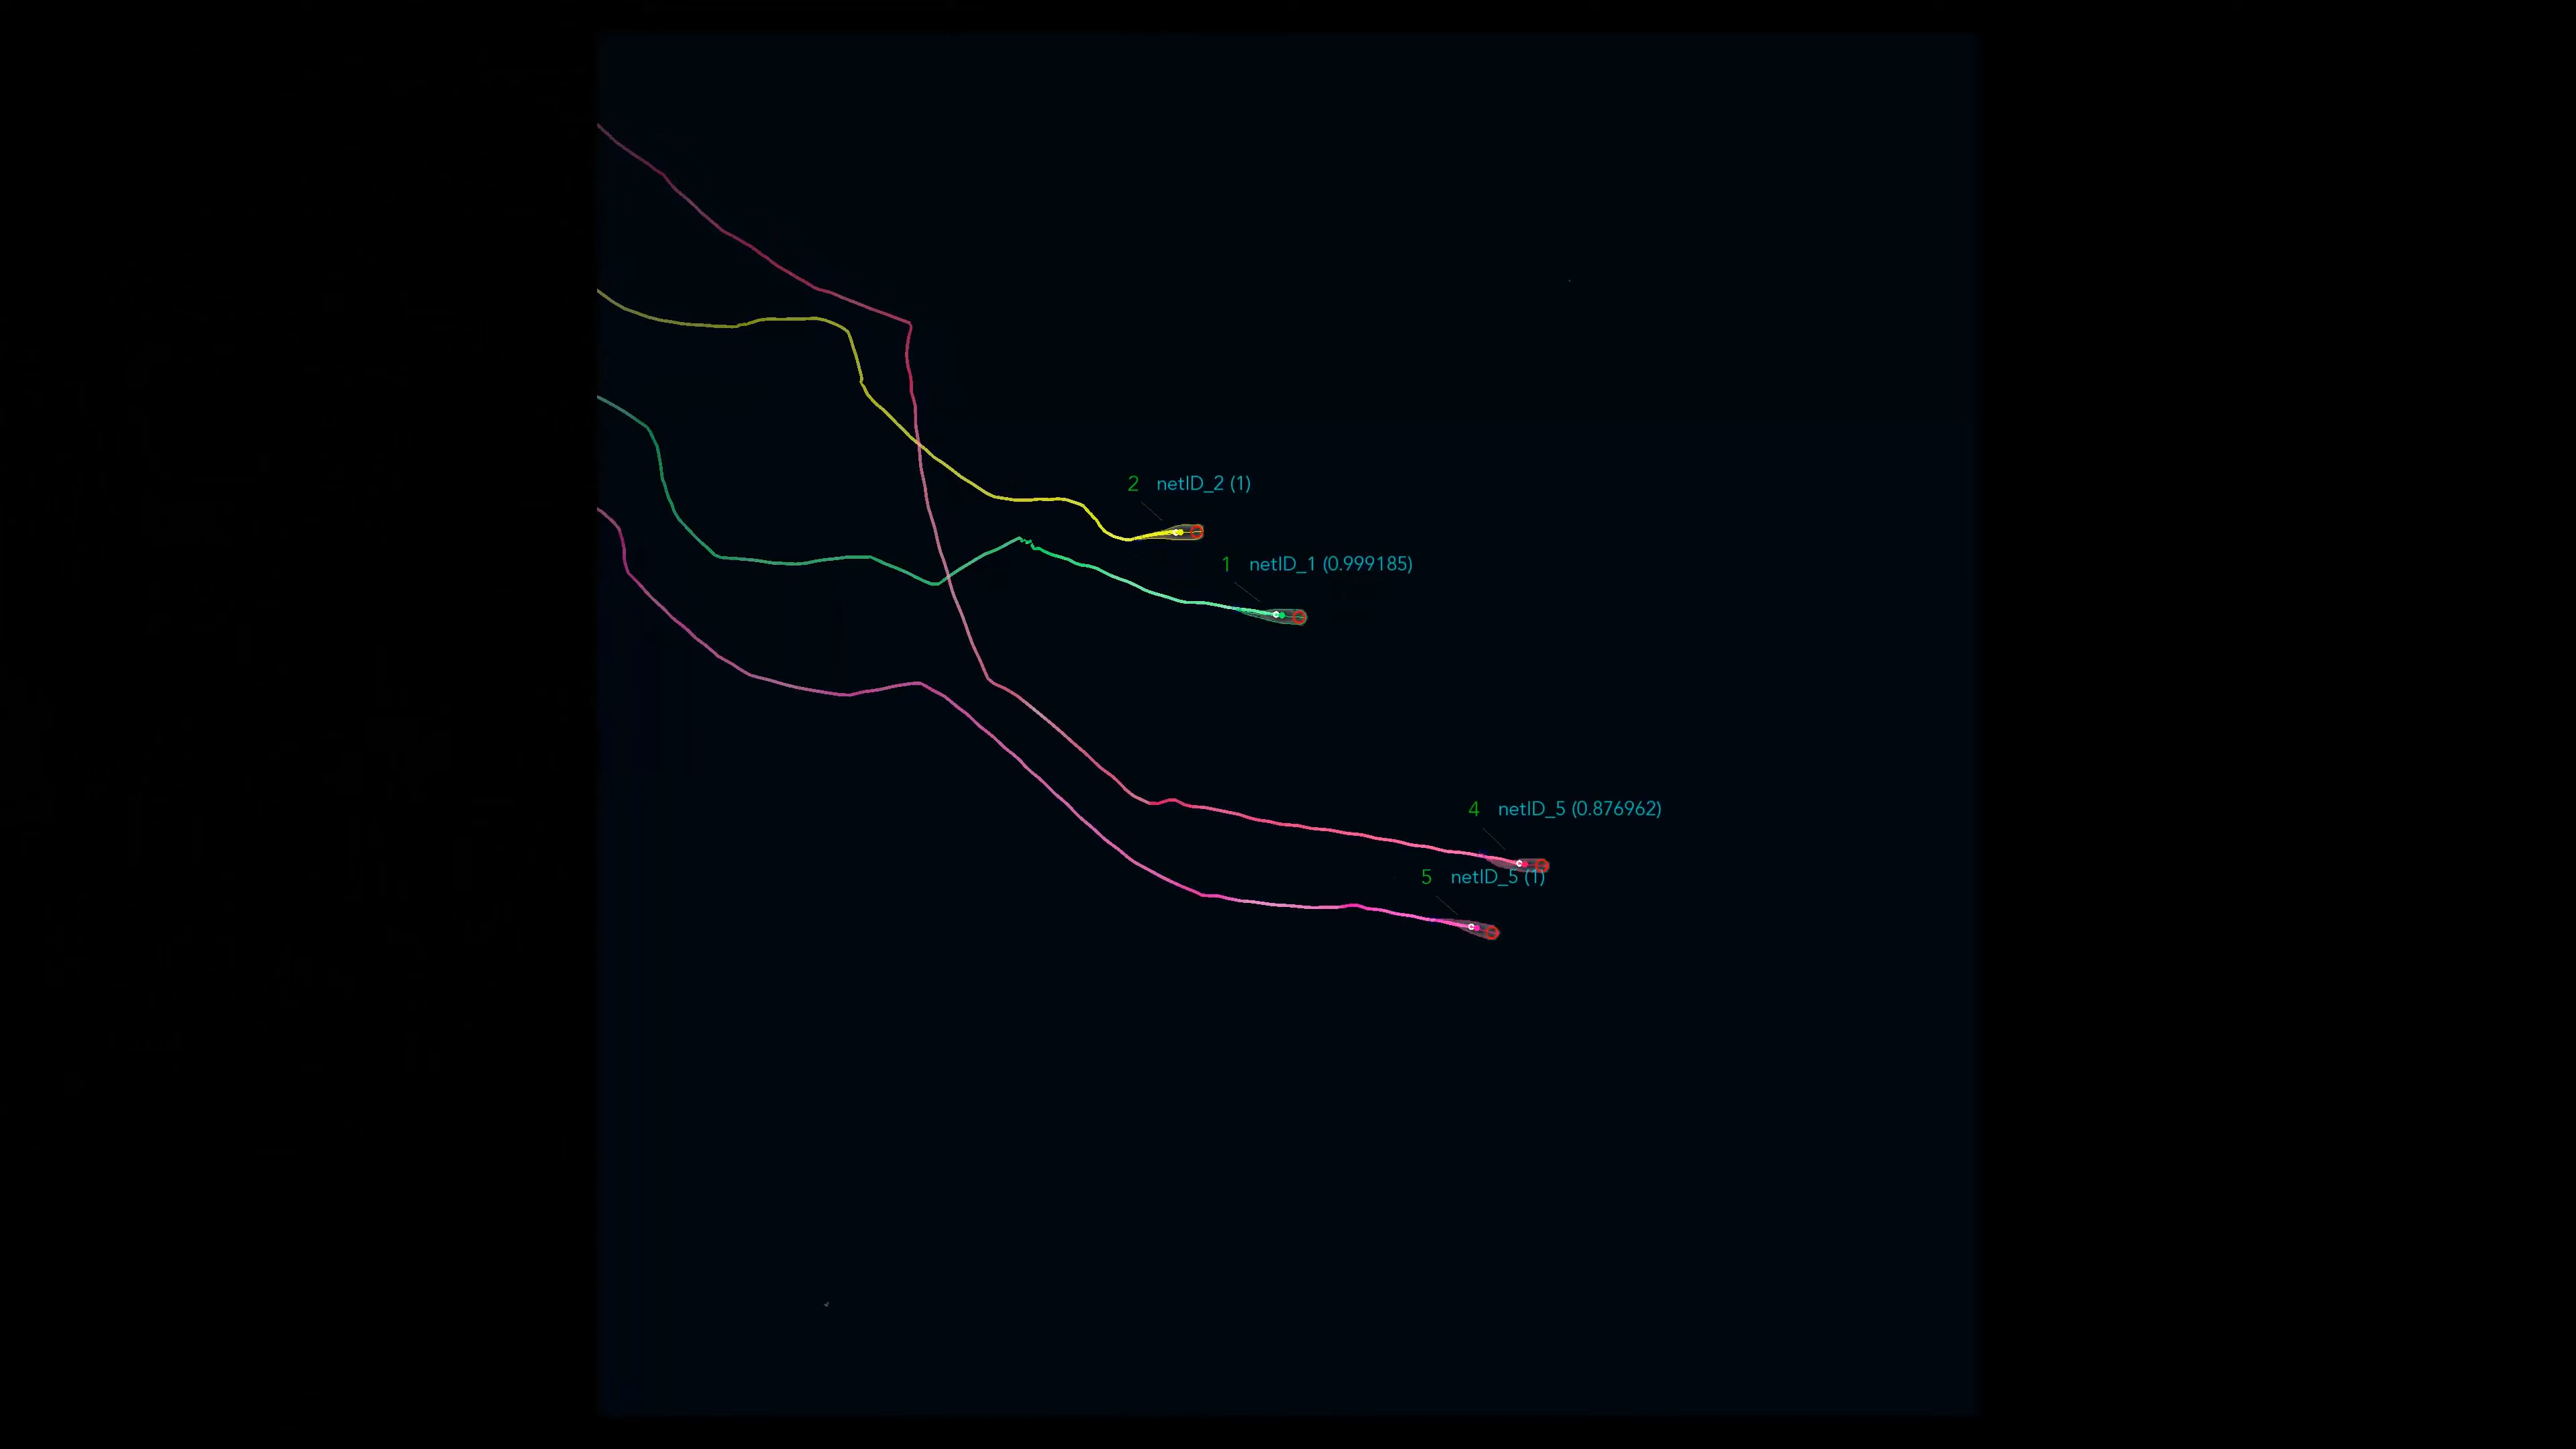 2 netID_2 (1)
1 netID_1 (0.999185)
4 netID_5 (0.876962)
5 netID_5 (1)